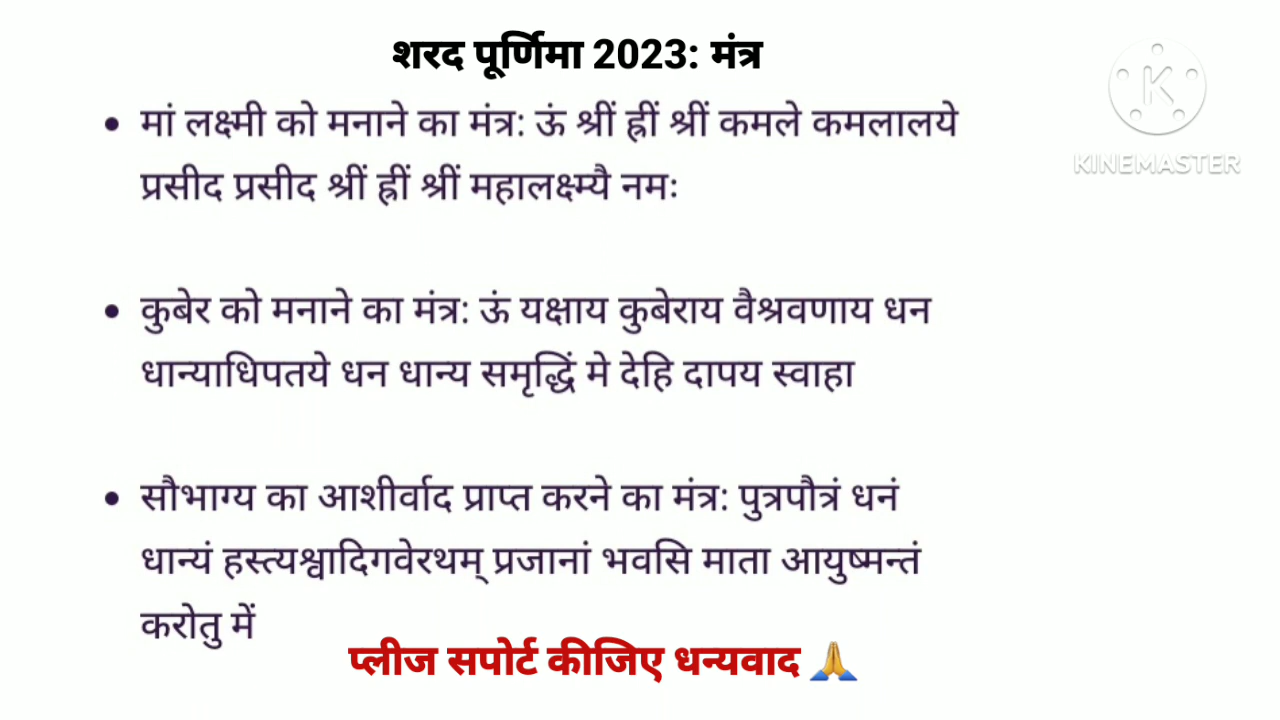 शरद पूर्णिमा 2023: मंत्र
• मां लक्ष्मी को मनाने का मंत्र: ऊं श्रीं ह्रीं श्रीं कमले कमलालये
प्रसीद प्रसीद श्रीं ह्रीं श्रीं महालक्ष्म्यै नमः
• कुबेर को मनाने का मंत्र: ऊं यक्षाय कुबेराय वैश्रवणाय धन
धान्याधिपतये धन धान्य समृद्धिं मे देहि दापय स्वाहा
• सौभाग्य का आशीर्वाद प्राप्त करने का मंत्र: पुत्रपौत्रं धनं
धान्यं हस्त्यश्वादिगवेरथम् प्रजानां भवसि माता आयुष्मन्तं
करोतु में
प्लीज सपोर्ट कीजिए धन्यवाद 🙏
K
KINEMASTER